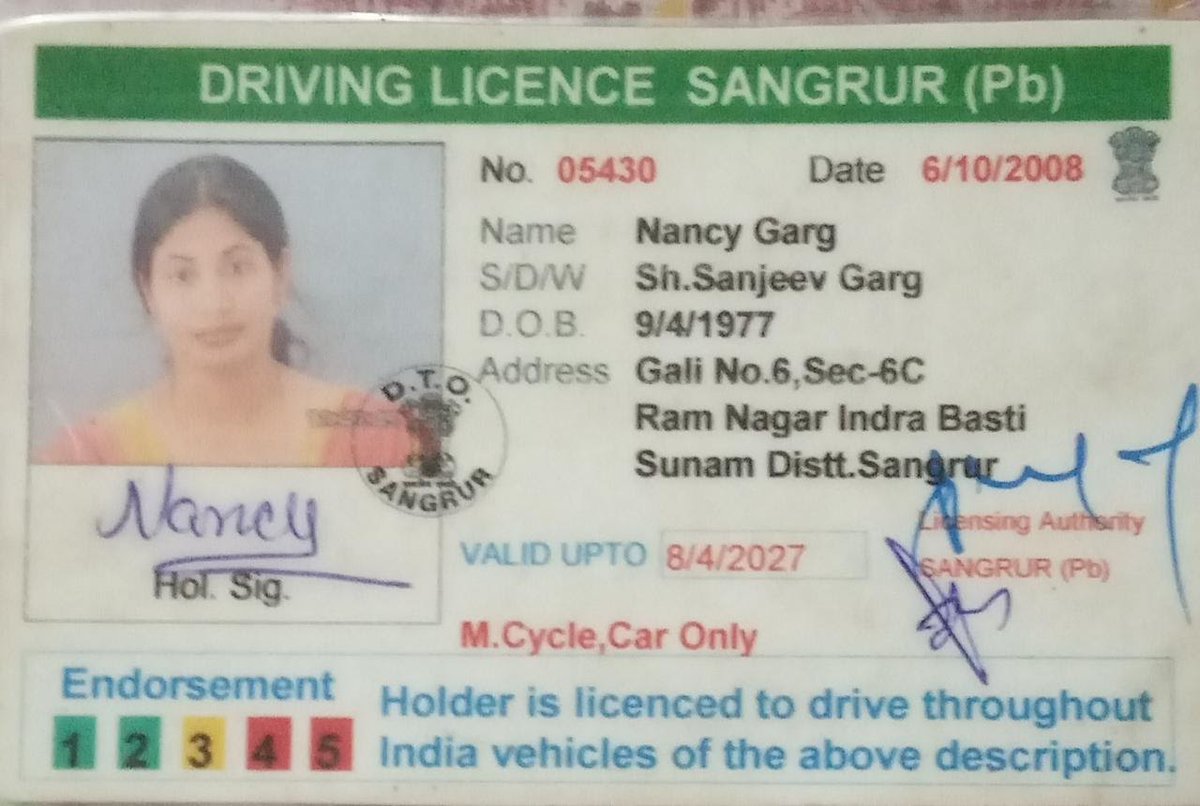 DRIVING LICENCE SANGRUR (Pb)
No. 05430 Date 6/10/2008
Name Nancy Garg
S/D/W Sh.Sanjeev Garg
D.O.B. 9/4/1977
Address Gali No.6,Sec-6C
Ram Nagar Indra Basti
Sunam Distt.Sangrur
D.T.O.
SANGRUR
Nancy
Hol. Sig.
Licensing Authority
SANGRUR (Pb)
VALID UPTO 8/4/2027
M.Cycle,Car Only
Endorsement
1 2 3 4 5
Holder is licenced to drive throughout
India vehicles of the above description.